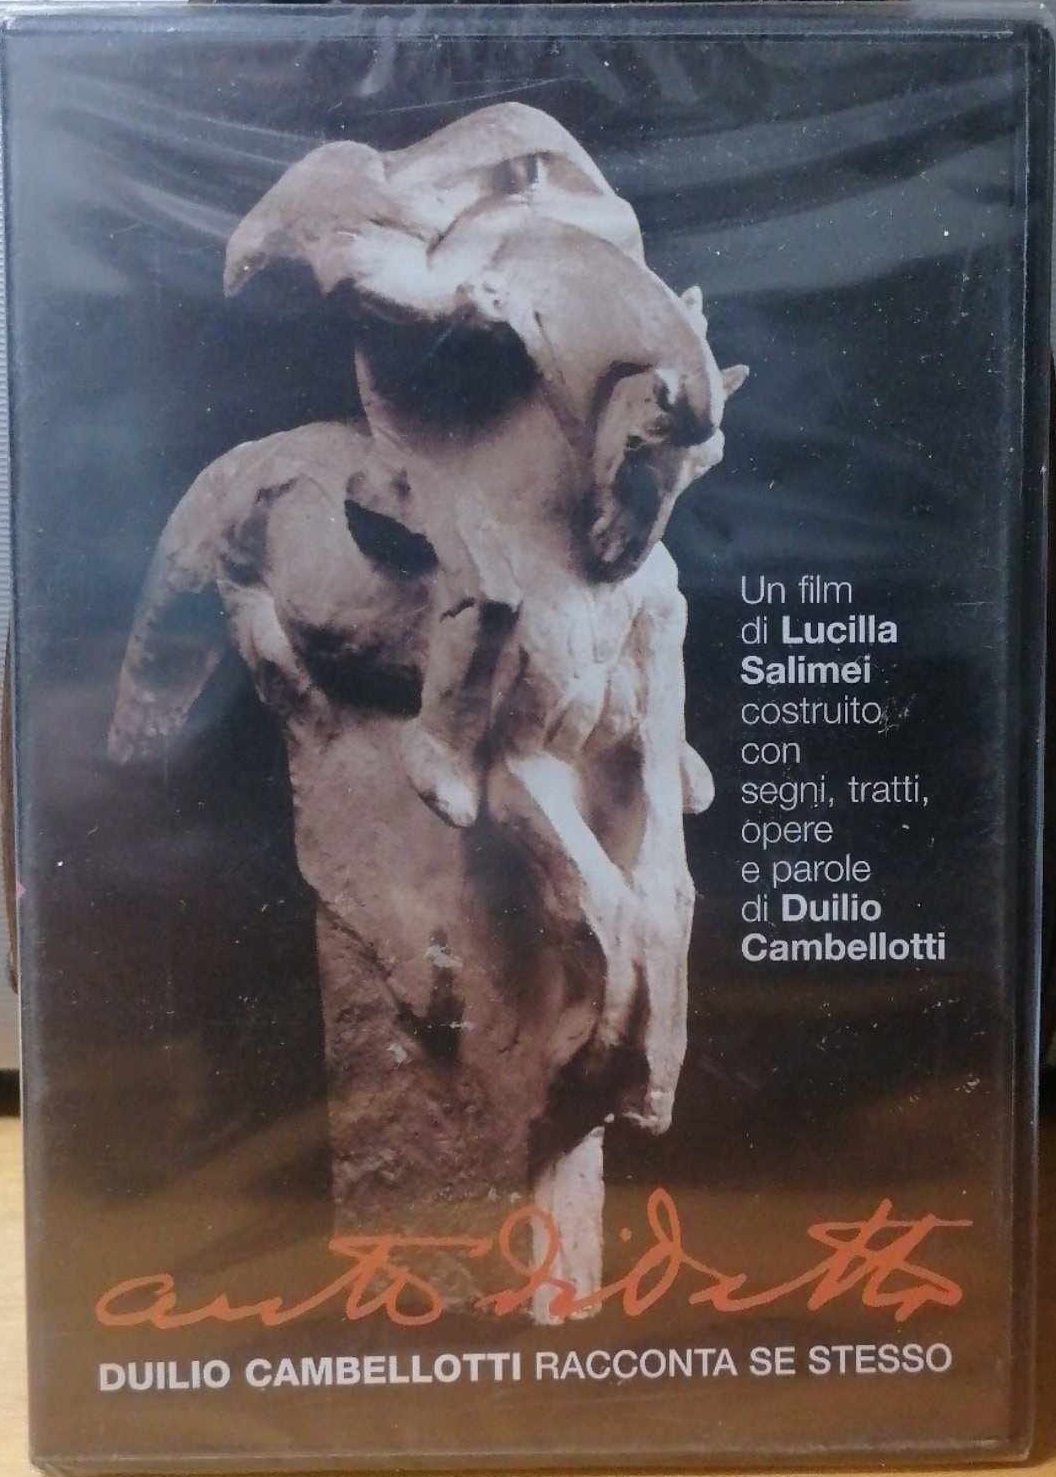 Un film
di Lucilla
Salimei
costruito
con
segni, tratti,
opere
e parole
di Duilio
Cambellotti
autodidatta
DUILIO CAMBELLOTTI RACCONTA SE STESSO